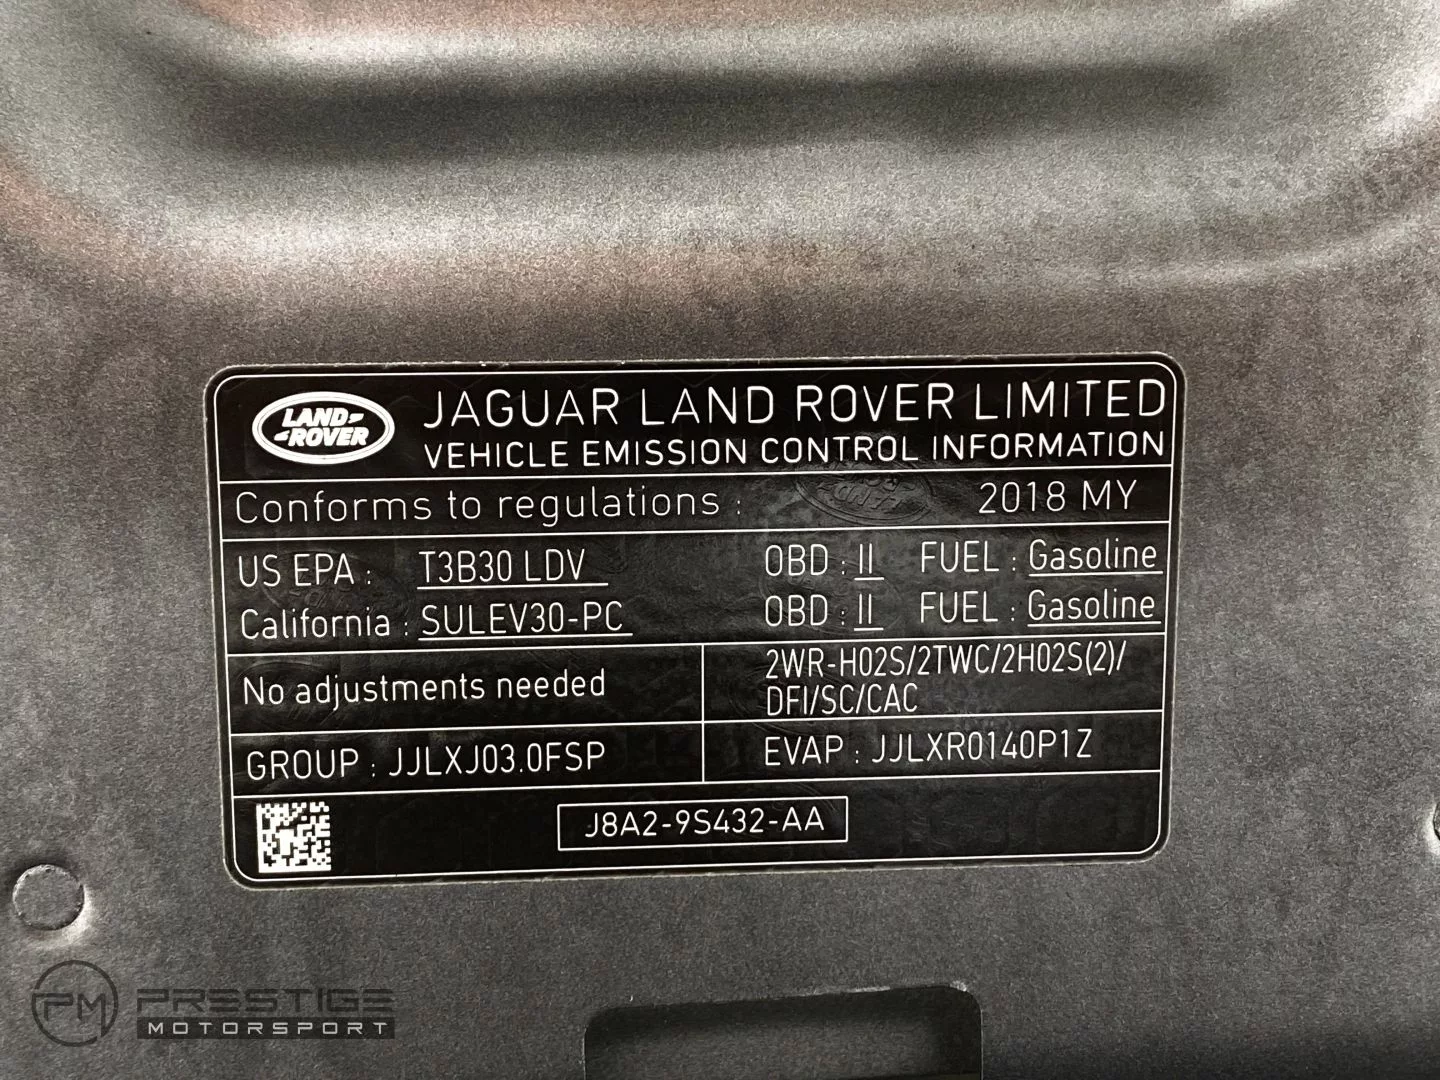 LAND ROVER
JAGUAR LAND ROVER LIMITED
VEHICLE EMISSION CONTROL INFORMATION
Conforms to regulations : 2018 MY
US EPA : T3B30 LDV OBD : II FUEL : Gasoline
California : SULEV30-PC OBD : II FUEL : Gasoline
No adjustments needed
2WR-HO2S/2TWC/2HO2S(2)/
DFI/SC/CAC
GROUP : JJLXJ03.0FSP
EVAP : JJLXR0140P1Z
J8A2-9S432-AA
PM PRESTIGE
MOTORSPORT